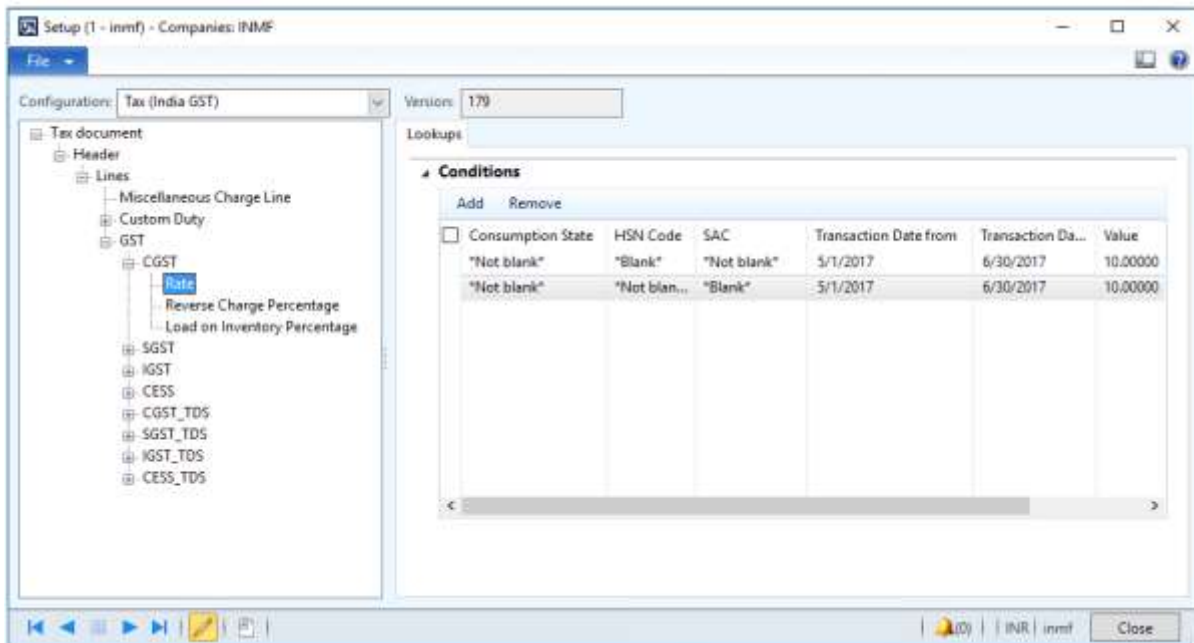 Setup (1 - inmf) - Companies: INMF
File
Configuration: Tax (India GST)
Version: 179
Tax document
Header
Lines
Miscellaneous Charge Line
Custom Duty
GST
CGST
Rate
Reverse Charge Percentage
Load on Inventory Percentage
SGST
IGST
CESS
CGST_TDS
SGST_TDS
IGST_TDS
CESS_TDS
Lookups
Conditions
Add Remove
Consumption State HSN Code SAC Transaction Date from Transaction Da... Value
*Not blank* *Blank* *Not blank* 5/1/2017 6/30/2017 10.00000
*Not blank* *Not blan... *Blank* 5/1/2017 6/30/2017 10.00000
(0) INR inmf Close